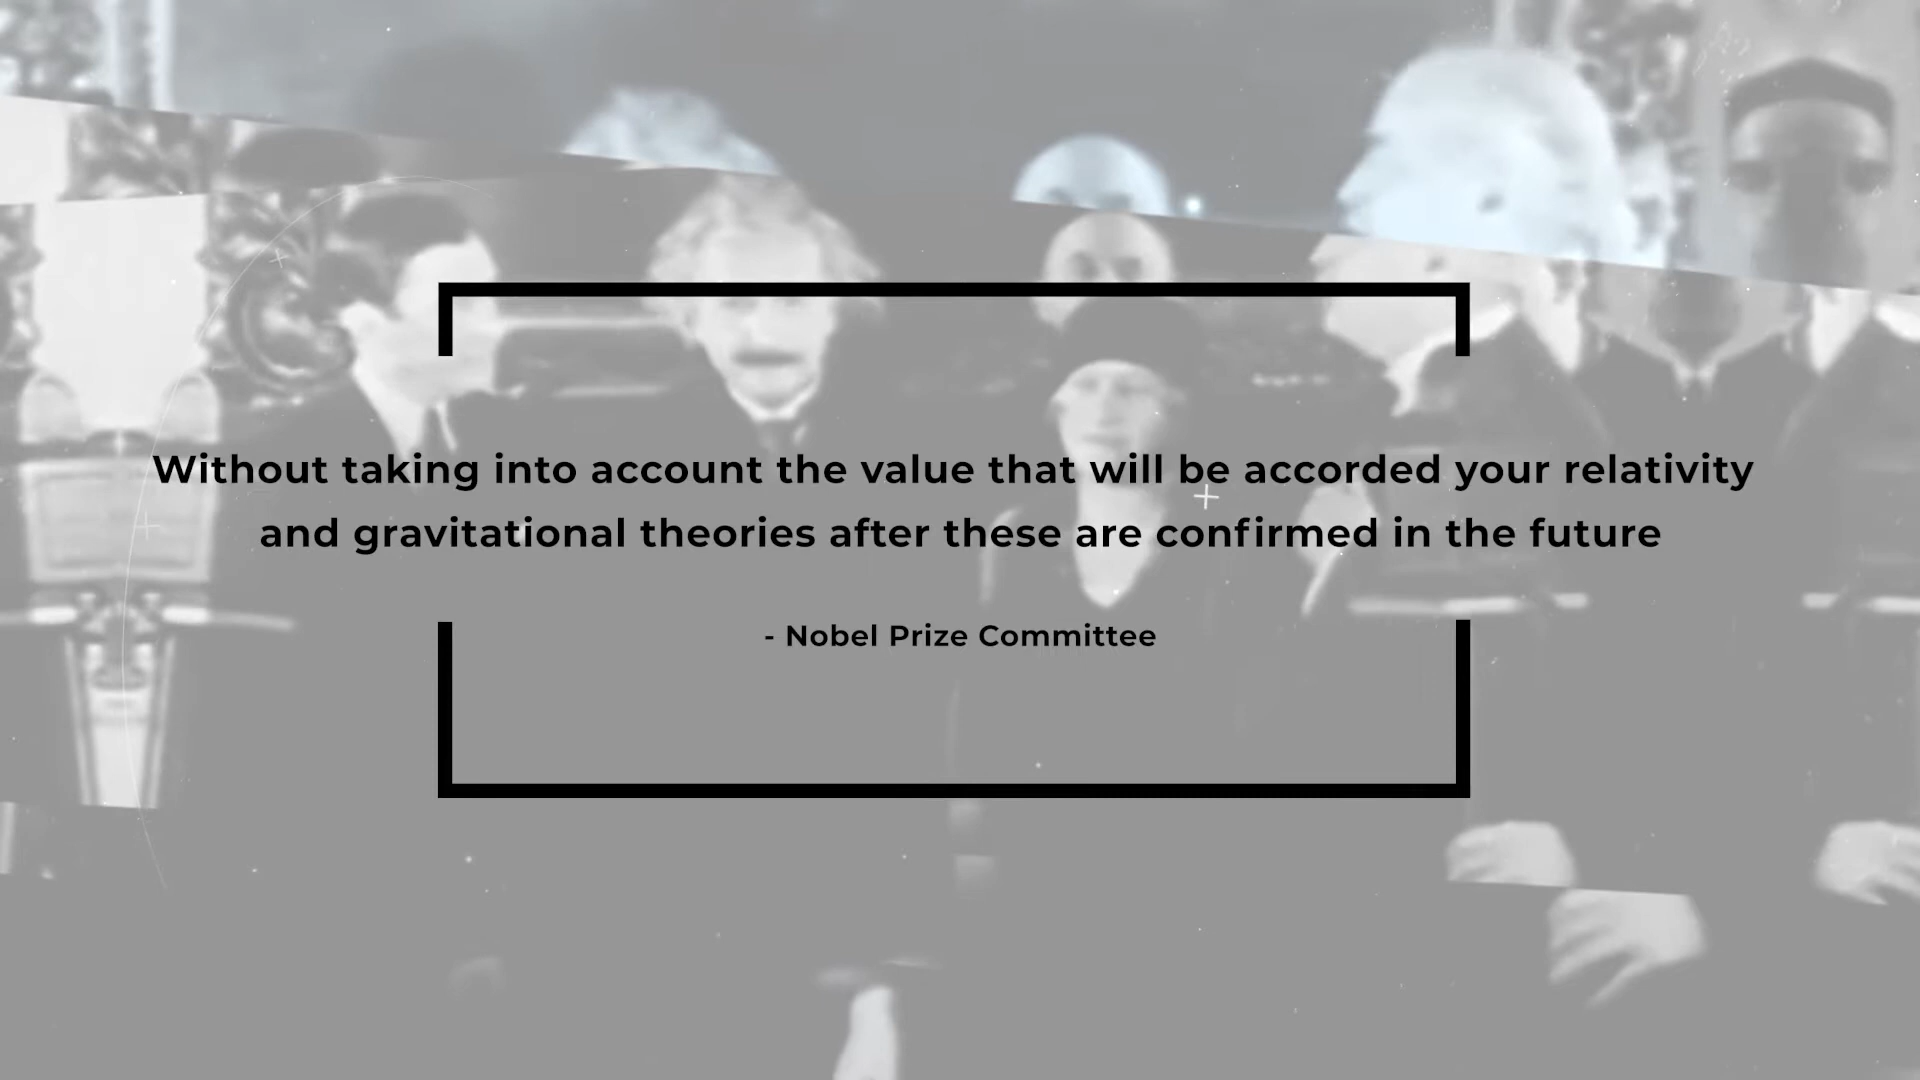 Without taking into account the value that will be accorded your relativity
and gravitational theories after these are confirmed in the future
- Nobel Prize Committee